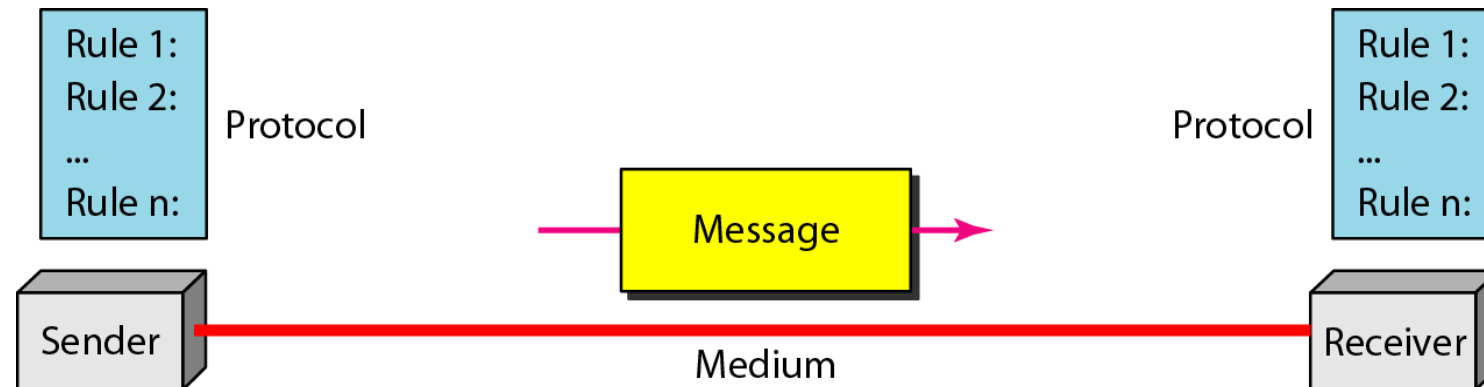 Rule 1:
Rule 2:
...
Rule n:
Protocol
Message
Protocol
Rule 1:
Rule 2:
...
Rule n:
Sender
Medium
Receiver